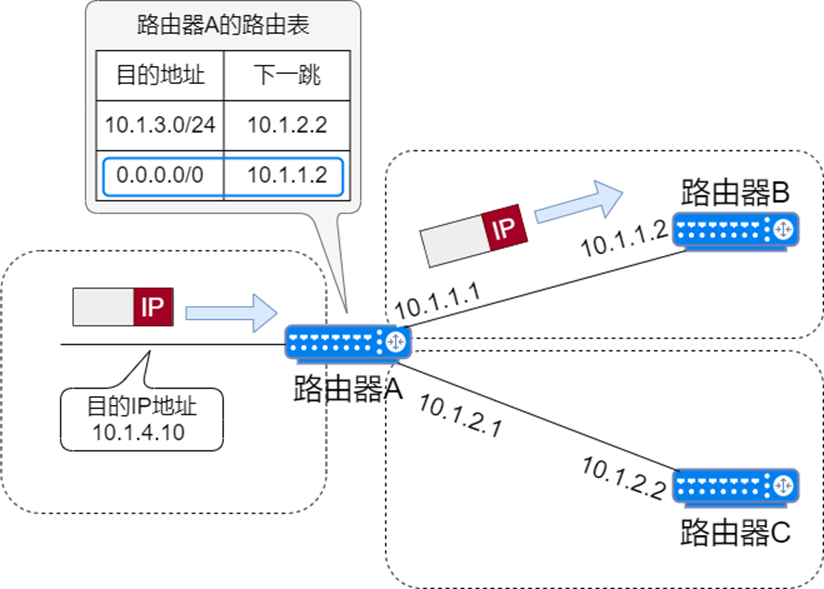 路由器A的路由表
目的地址 下一跳
10.1.3.0/24 10.1.2.2
0.0.0.0/0 10.1.1.2
IP
路由器B
10.1.1.2
IP
10.1.1.1
路由器A
目的IP地址
10.1.4.10
10.1.2.1
10.1.2.2
路由器C